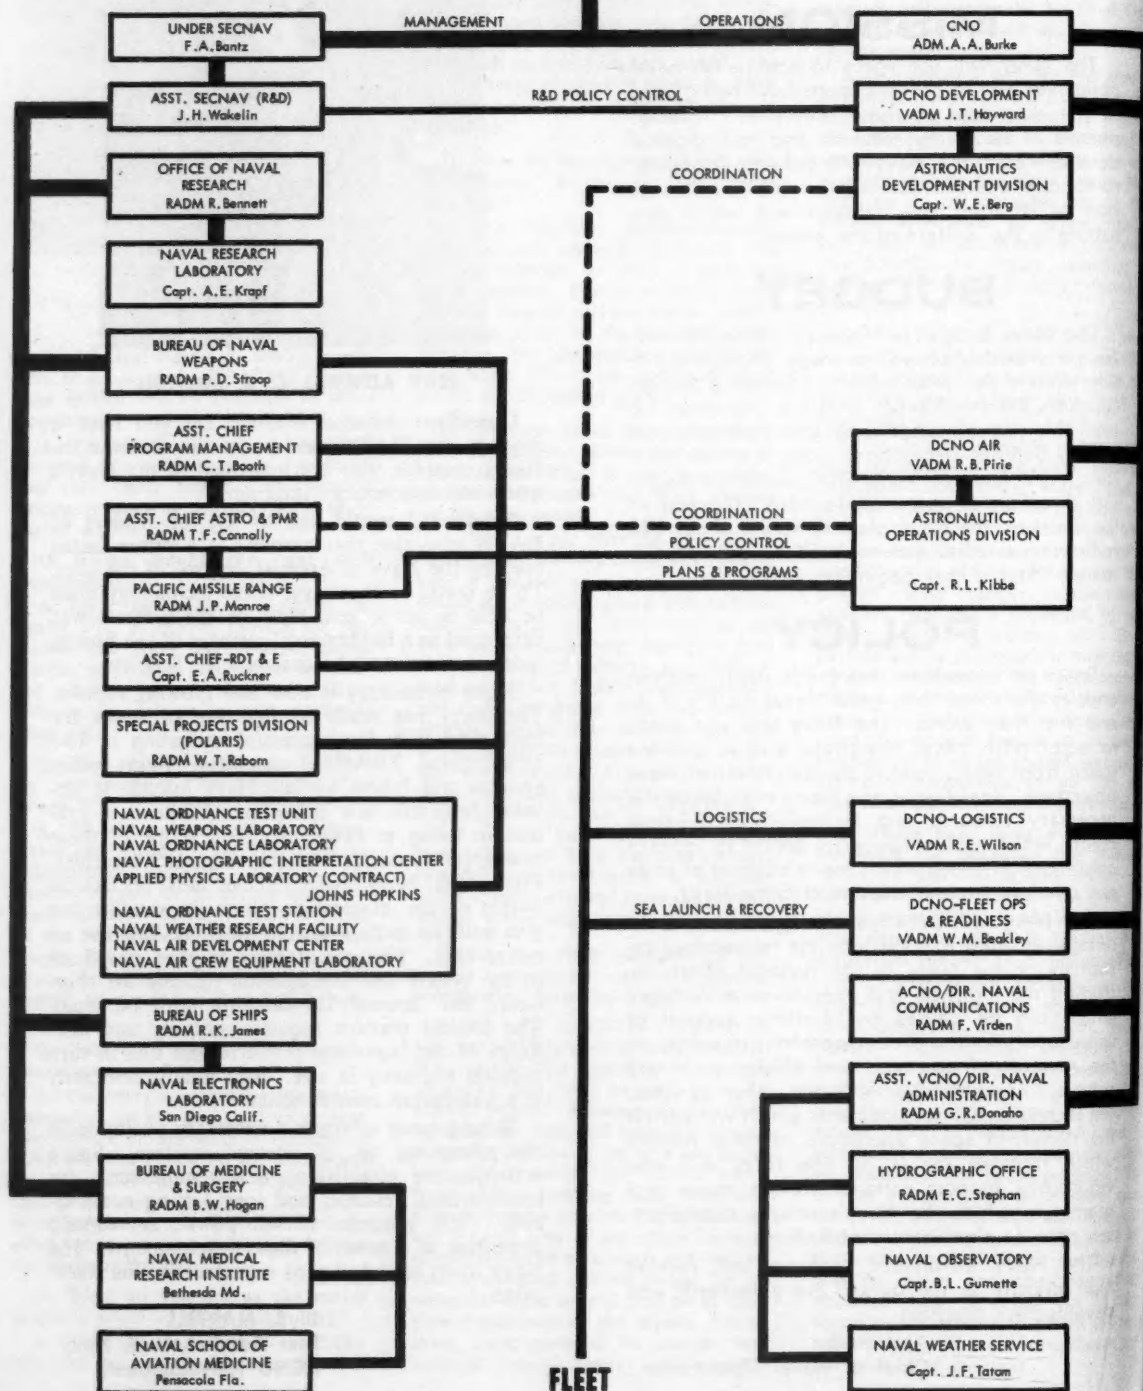 MANAGEMENT
OPERATIONS
UNDER SECNAV
F.A.Bantz
CNO
ADM.A.A.Burke
ASST. SECNAV (R&D)
J.H.Wakelin
R&D POLICY CONTROL
DCNO DEVELOPMENT
VADM J.T.Hayward
OFFICE OF NAVAL
RESEARCH
RADM R.Bennett
COORDINATION
ASTRONAUTICS
DEVELOPMENT DIVISION
Capt. W.E.Berg
NAVAL RESEARCH
LABORATORY
Capt. A.E.Krapf
BUREAU OF NAVAL
WEAPONS
RADM P.D.Stroop
ASST. CHIEF
PROGRAM MANAGEMENT
RADM C.T.Booth
DCNO AIR
VADM R.B.Pirie
ASST. CHIEF ASTRO & PMR
RADM T.F.Connolly
COORDINATION
POLICY CONTROL
PLANS & PROGRAMS
ASTRONAUTICS
OPERATIONS DIVISION
Capt. R.L.Kibbe
PACIFIC MISSILE RANGE
RADM J.P.Monroe
ASST. CHIEF-RDT & E
Capt. E.A.Ruckner
SPECIAL PROJECTS DIVISION
(POLARIS)
RADM W.T.Raborn
NAVAL ORDNANCE TEST UNIT
NAVAL WEAPONS LABORATORY
NAVAL ORDNANCE LABORATORY
NAVAL PHOTOGRAPHIC INTERPRETATION CENTER
APPLIED PHYSICS LABORATORY (CONTRACT)
JOHNS HOPKINS
NAVAL ORDNANCE TEST STATION
NAVAL WEATHER RESEARCH FACILITY
NAVAL AIR DEVELOPMENT CENTER
NAVAL AIR CREW EQUIPMENT LABORATORY
LOGISTICS
DCNO-LOGISTICS
VADM R.E.Wilson
SEA LAUNCH & RECOVERY
DCNO-FLEET OPS
& READINESS
VADM W.M.Beakley
BUREAU OF SHIPS
RADM R.K.James
ACNO/DIR. NAVAL
COMMUNICATIONS
RADM F.Virden
NAVAL ELECTRONICS
LABORATORY
San Diego Calif.
ASST. VCNO/DIR. NAVAL
ADMINISTRATION
RADM G.R.Donaho
BUREAU OF MEDICINE
& SURGERY
RADM B.W.Hogan
HYDROGRAPHIC OFFICE
RADM E.C.Stephan
NAVAL MEDICAL
RESEARCH INSTITUTE
Bethesda Md.
NAVAL OBSERVATORY
Capt.B.L.Gurnette
NAVAL SCHOOL OF
AVIATION MEDICINE
Pensacola Fla.
NAVAL WEATHER SERVICE
Capt. J.F.Tatom
FLEET
BUDGET
POLICY